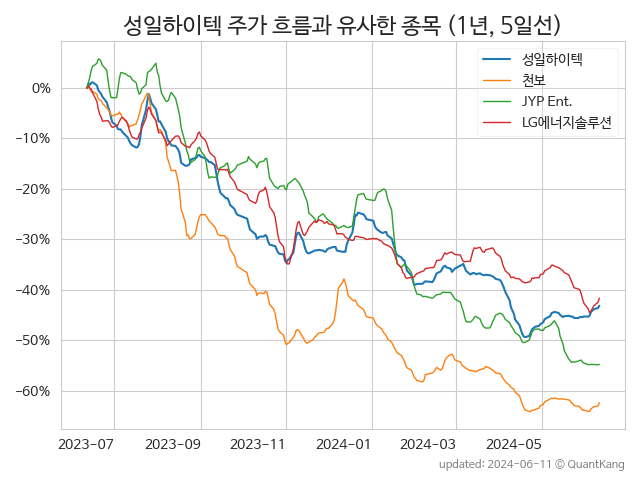 성일하이텍 주가 흐름과 유사한 종목 (1년, 5일선)
성일하이텍
천보
JYP Ent.
LG에너지솔루션
0%
−10%
−20%
−30%
−40%
−50%
−60%
2023-07 2023-09 2023-11 2024-01 2024-03 2024-05
updated: 2024-06-11 © QuantKang